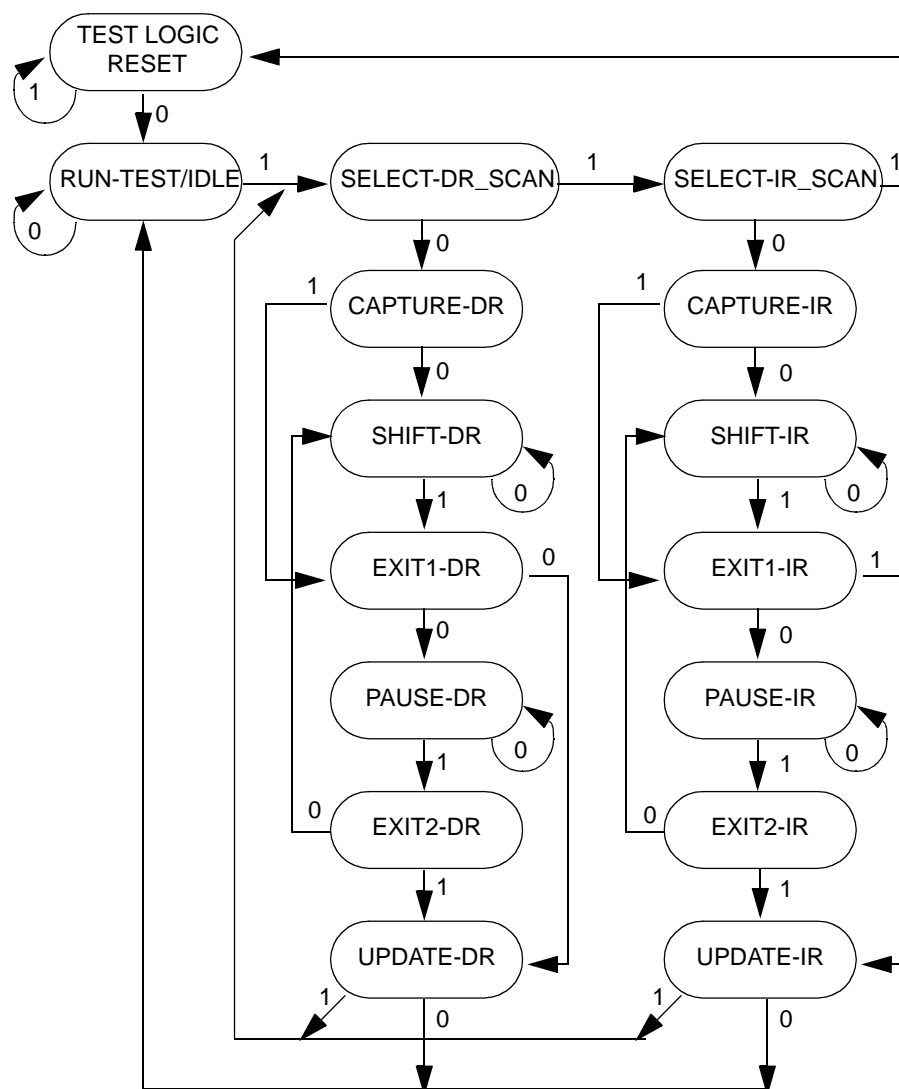 TEST LOGIC
RESET
1
0
RUN-TEST/IDLE
1
SELECT-DR_SCAN
1
SELECT-IR_SCAN
1
0
0
0
1
CAPTURE-DR
1
CAPTURE-IR
0
0
SHIFT-DR
SHIFT-IR
0
0
1
1
EXIT1-DR
0
EXIT1-IR
1
0
0
PAUSE-DR
PAUSE-IR
0
0
1
1
0
EXIT2-DR
0
EXIT2-IR
1
1
UPDATE-DR
UPDATE-IR
1
0
1
0